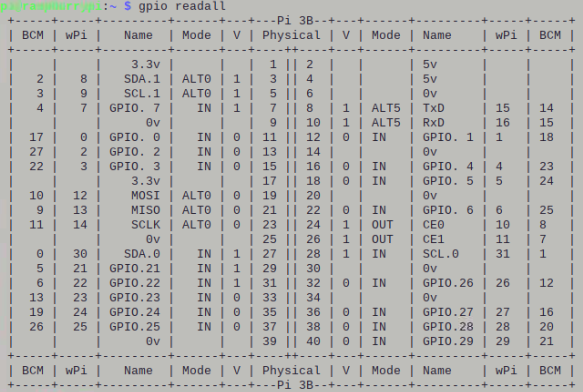 pi@raspberrypi:~ $ gpio readall
+-----+-----+---------+------+---+---Pi 3B--+---+------+---------+-----+-----+
| BCM | wPi |   Name  | Mode | V | Physical | V | Mode | Name    | wPi | BCM |
+-----+-----+---------+------+---+----++----+---+------+---------+-----+-----+
|     |     |    3.3v |      |   |  1 || 2  |   |      | 5v      |     |     |
|   2 |   8 |   SDA.1 | ALT0 | 1 |  3 || 4  |   |      | 5v      |     |     |
|   3 |   9 |   SCL.1 | ALT0 | 1 |  5 || 6  |   |      | 0v      |     |     |
|   4 |   7 | GPIO. 7 |   IN | 1 |  7 || 8  | 1 | ALT5 | TxD     | 15  | 14  |
|     |     |      0v |      |   |  9 || 10 | 1 | ALT5 | RxD     | 16  | 15  |
|  17 |   0 | GPIO. 0 |   IN | 0 | 11 || 12 | 0 | IN   | GPIO. 1 | 1   | 18  |
|  27 |   2 | GPIO. 2 |   IN | 0 | 13 || 14 |   |      | 0v      |     |     |
|  22 |   3 | GPIO. 3 |   IN | 0 | 15 || 16 | 0 | IN   | GPIO. 4 | 4   | 23  |
|     |     |    3.3v |      |   | 17 || 18 | 0 | IN   | GPIO. 5 | 5   | 24  |
|  10 |  12 |    MOSI | ALT0 | 0 | 19 || 20 |   |      | 0v      |     |     |
|   9 |  13 |    MISO | ALT0 | 0 | 21 || 22 | 0 | IN   | GPIO. 6 | 6   | 25  |
|  11 |  14 |    SCLK | ALT0 | 0 | 23 || 24 | 1 | OUT  | CE0     | 10  | 8   |
|     |     |      0v |      |   | 25 || 26 | 1 | OUT  | CE1     | 11  | 7   |
|   0 |  30 |   SDA.0 |   IN | 1 | 27 || 28 | 1 | IN   | SCL.0   | 31  | 1   |
|   5 |  21 | GPIO.21 |   IN | 1 | 29 || 30 |   |      | 0v      |     |     |
|   6 |  22 | GPIO.22 |   IN | 1 | 31 || 32 | 0 | IN   | GPIO.26 | 26  | 12  |
|  13 |  23 | GPIO.23 |   IN | 0 | 33 || 34 |   |      | 0v      |     |     |
|  19 |  24 | GPIO.24 |   IN | 0 | 35 || 36 | 0 | IN   | GPIO.27 | 27  | 16  |
|  26 |  25 | GPIO.25 |   IN | 0 | 37 || 38 | 0 | IN   | GPIO.28 | 28  | 20  |
|     |     |      0v |      |   | 39 || 40 | 0 | IN   | GPIO.29 | 29  | 21  |
+-----+-----+---------+------+---+----++----+---+------+---------+-----+-----+
| BCM | wPi |   Name  | Mode | V | Physical | V | Mode | Name    | wPi | BCM |
+-----+-----+---------+------+---+---Pi 3B--+---+------+---------+-----+-----+